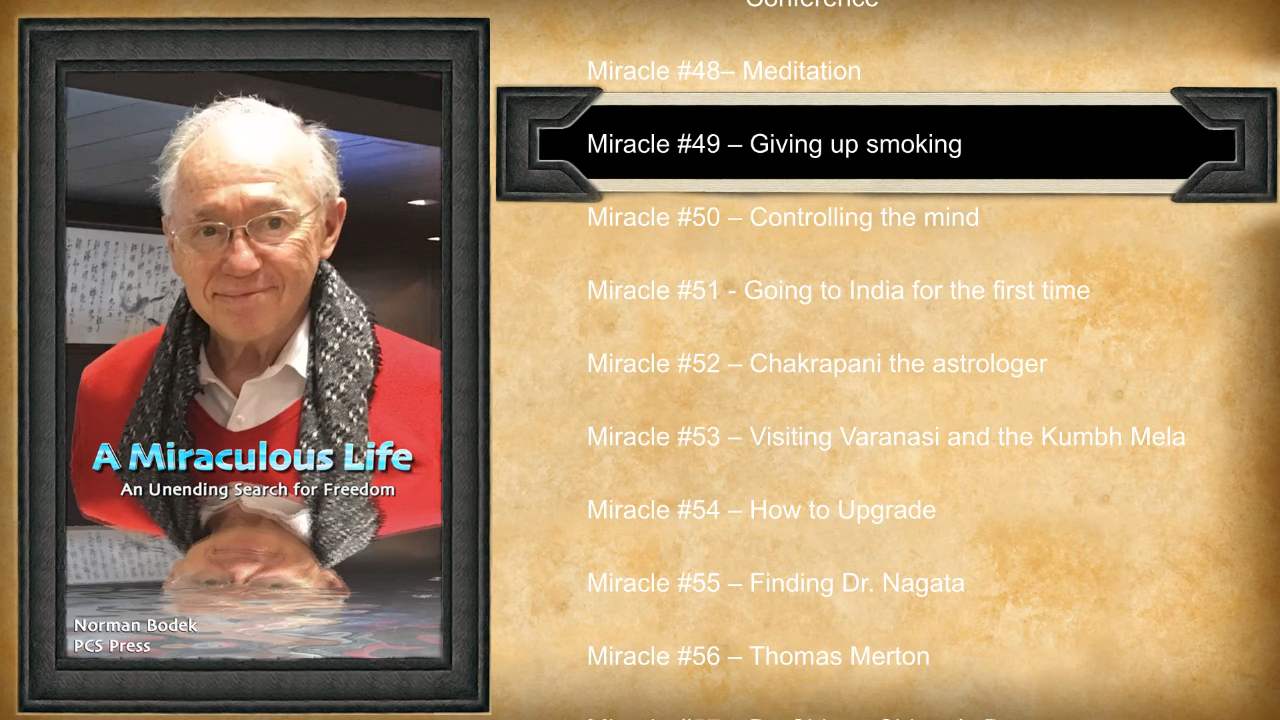 Conference
Miracle #48– Meditation
Miracle #49 – Giving up smoking
Miracle #50 – Controlling the mind
Miracle #51 - Going to India for the first time
Miracle #52 – Chakrapani the astrologer
Miracle #53 – Visiting Varanasi and the Kumbh Mela
Miracle #54 – How to Upgrade
Miracle #55 – Finding Dr. Nagata
Miracle #56 – Thomas Merton
A Miraculous Life
An Unending Search for Freedom
Norman Bodek
PCS Press